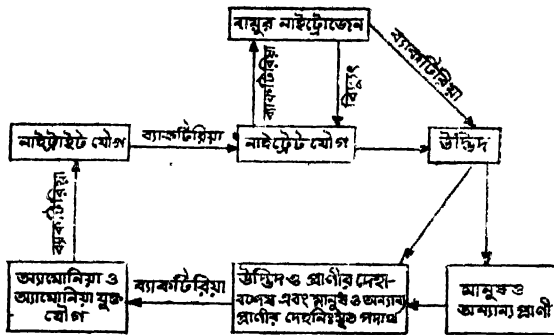 বায়ুর নাইট্রোজেন
ব্যাকটিরিয়া
ব্যাকটিরিয়া
বিদ্যুৎ
নাইট্রাইট যৌগ
ব্যাকটিরিয়া
নাইট্রেট যৌগ
উদ্ভিদ
ব্যাকটিরিয়া
অ্যামোনিয়া ও
অ্যামোনিয়া যুক্ত
যৌগ
ব্যাকটিরিয়া
উদ্ভিদ ও প্রাণীর দেহা-
বশেষ এবং মানুষ ও অন্যান্য
প্রাণীর দেহনিঃসৃত পদার্থ
মানুষ ও
অন্যান্য প্রাণী